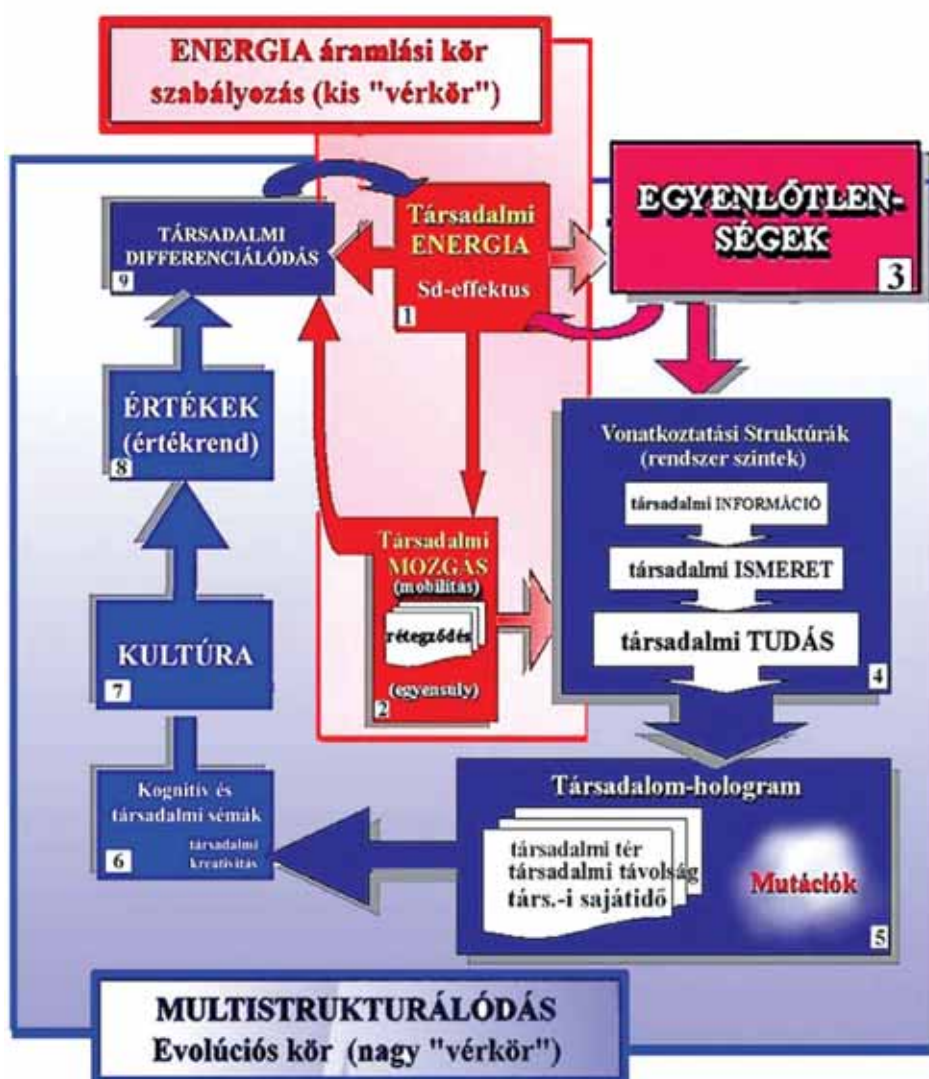 ENERGIA áramlási kör
szabályozás (kis "vérkör")
TÁRSADALMI
DIFFERENCIÁLÓDÁS
9
Társadalmi
ENERGIA
Sd-effektus
1
EGYENLŐTLEN-
SÉGEK
3
ÉRTÉKEK
(értékrend)
8
Vonatkoztatási Struktúrák
(rendszer szintek)
társadalmi INFORMÁCIÓ
társadalmi ISMERET
társadalmi TUDÁS
4
Társadalmi
MOZGÁS
(mobilitás)
rétegződés
(egyensuly)
2
KULTÚRA
7
Kognitív és
társadalmi sémák
társadalmi
kreativitás
6
Társadalom-hologram
társadalmi tér
társadalmi távolság
társ.-i sajátidő
Mutációk
5
MULTISTRUKTURÁLÓDÁS
Evolúciós kör (nagy "vérkör")